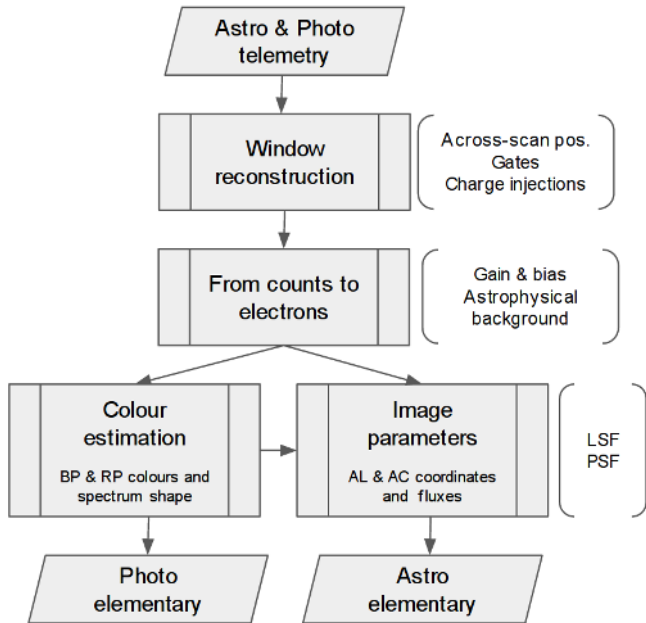 Astro & Photo
telemetry
Window
reconstruction
Across-scan pos.
Gates
Charge injections
From counts to
electrons
Gain & bias
Astrophysical
background
Colour
estimation
BP & RP colours and
spectrum shape
Image
parameters
AL & AC coordinates
and fluxes
LSF
PSF
Photo
elementary
Astro
elementary